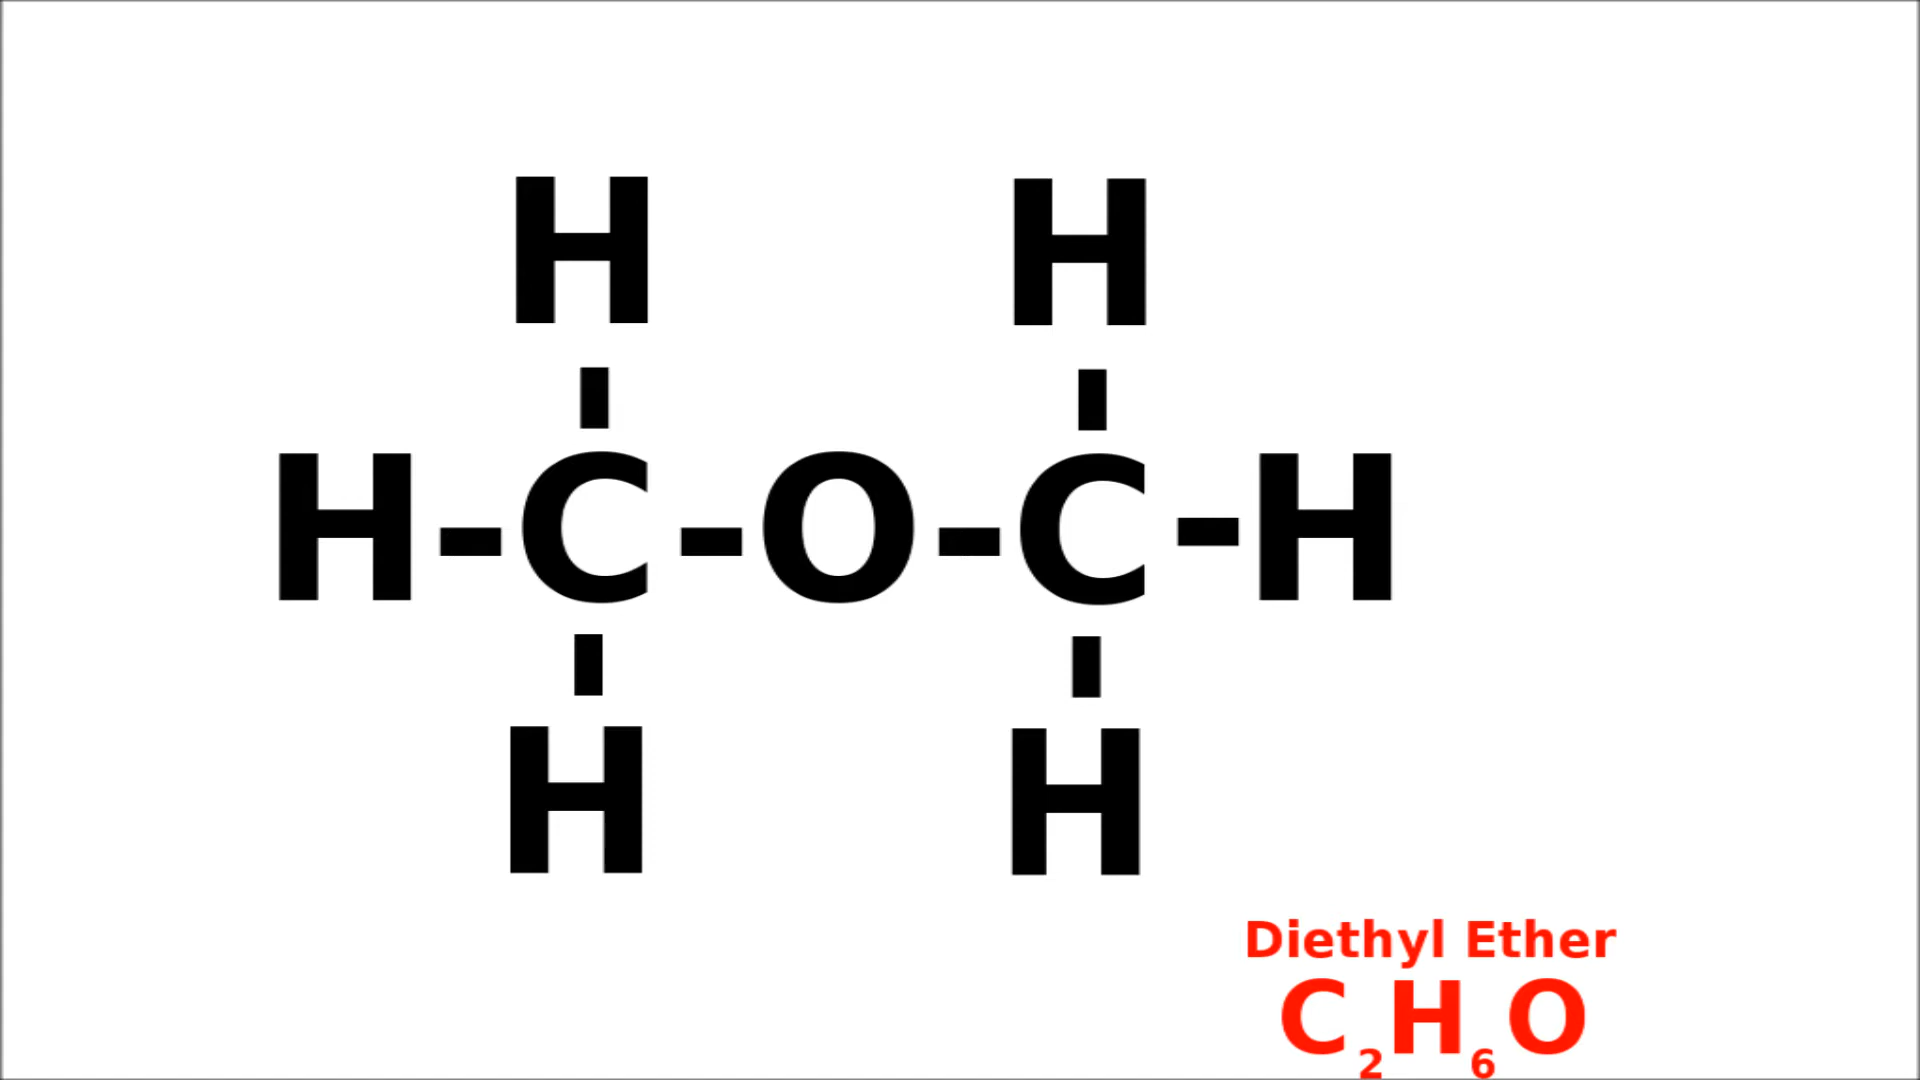 H H
H-C-O-C-H
H H
Diethyl Ether
C2H6O